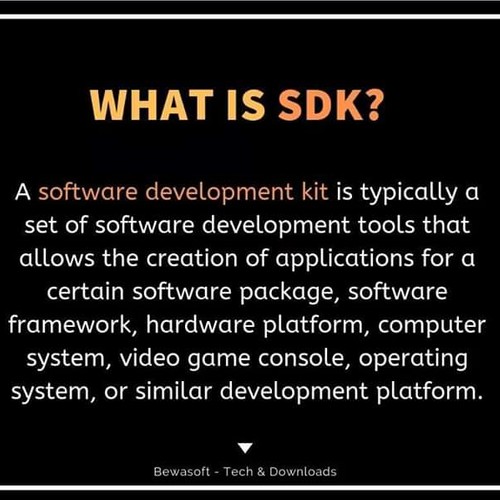 WHAT IS SDK?
A software development kit is typically a
set of software development tools that
allows the creation of applications for a
certain software package, software
framework, hardware platform, computer
system, video game console, operating
system, or similar development platform.
Bewasoft - Tech & Downloads